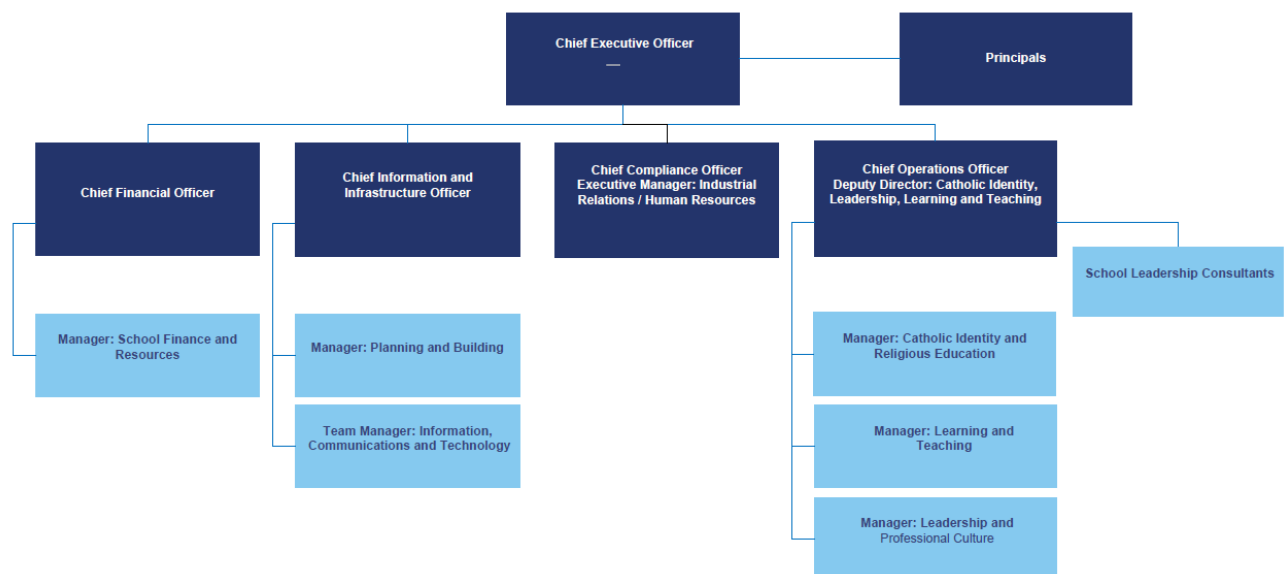 Chief Executive Officer
—
Principals
Chief Financial Officer
Chief Information and
Infrastructure Officer
Chief Compliance Officer
Executive Manager: Industrial
Relations / Human Resources
Chief Operations Officer
Deputy Director: Catholic Identity,
Leadership, Learning and Teaching
School Leadership Consultants
Manager: School Finance and
Resources
Manager: Planning and Building
Manager: Catholic Identity and
Religious Education
Team Manager: Information,
Communications and Technology
Manager: Learning and
Teaching
Manager: Leadership and
Professional Culture